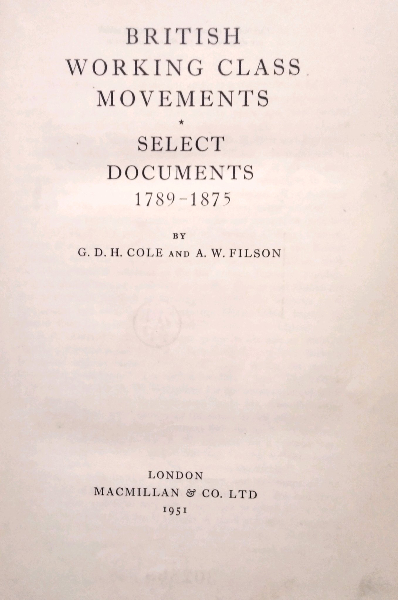 BRITISH
WORKING CLASS
MOVEMENTS
*
SELECT
DOCUMENTS
1789-1875
BY
G. D. H. COLE AND A. W. FILSON
LONDON
MACMILLAN & CO. LTD
1951